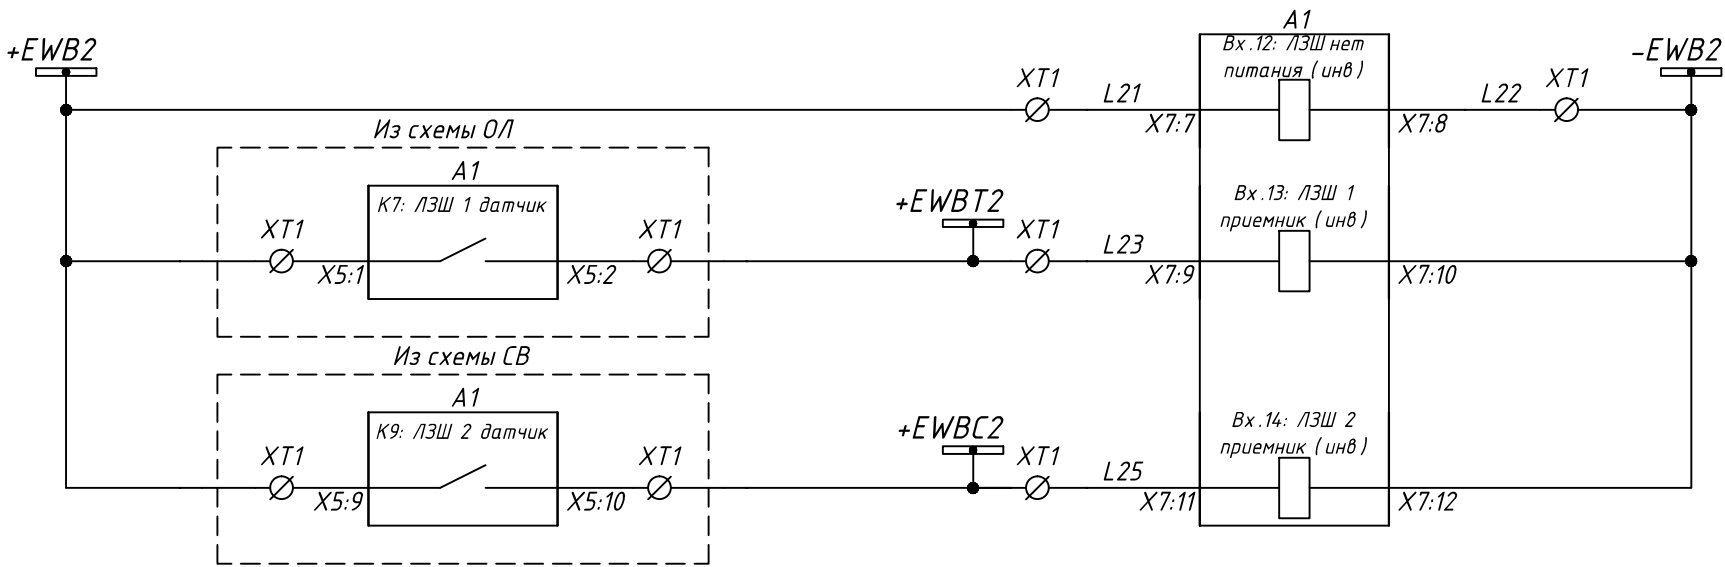 +EWB2
A1
-EWB2
Вх.12: ЛЗШ нет
питания (инв)
XT1
L21
X7:7
X7:8
L22
XT1
Из схемы ОЛ
A1
К7: ЛЗШ 1 датчик
XT1
X5:1
X5:2
XT1
+EWBT2
XT1
L23
X7:9
Вх.13: ЛЗШ 1
приемник (инв)
X7:10
Из схемы СВ
A1
К9: ЛЗШ 2 датчик
XT1
X5:9
X5:10
XT1
+EWBC2
XT1
L25
X7:11
Вх.14: ЛЗШ 2
приемник (инв)
X7:12